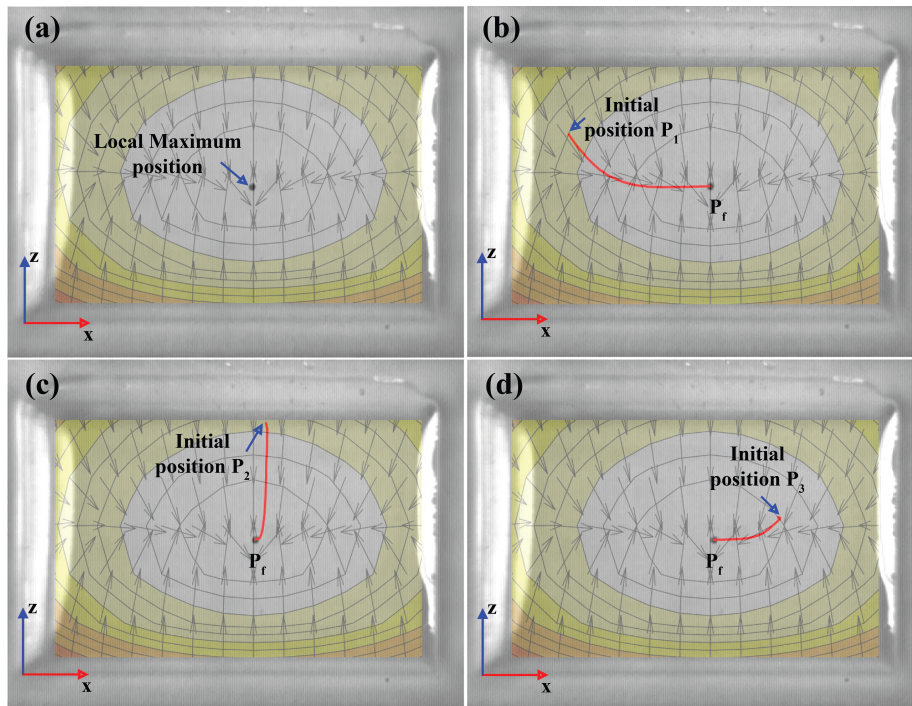 (a)
Local Maximum
position
z
x
(b)
Initial
position P1
Pf
z
x
(c)
Initial
position P2
Pf
z
x
(d)
Initial
position P3
Pf
z
x